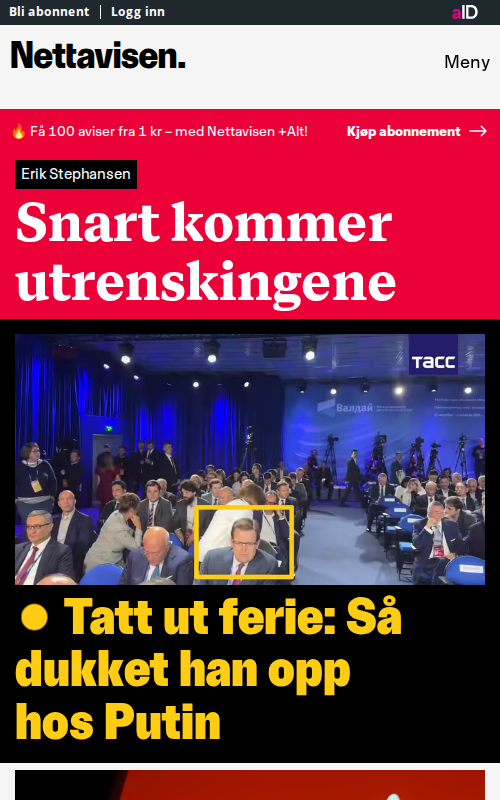 Bli abonnent
Logg inn
aID
Nettavisen.
Meny
🔥 Få 100 aviser fra 1 kr – med Nettavisen +Alt!
Kjøp abonnement →
Erik Stephansen
Snart kommer
utrenskingene
ТАСС
Валдай
Tatt ut ferie: Så
dukket han opp
hos Putin